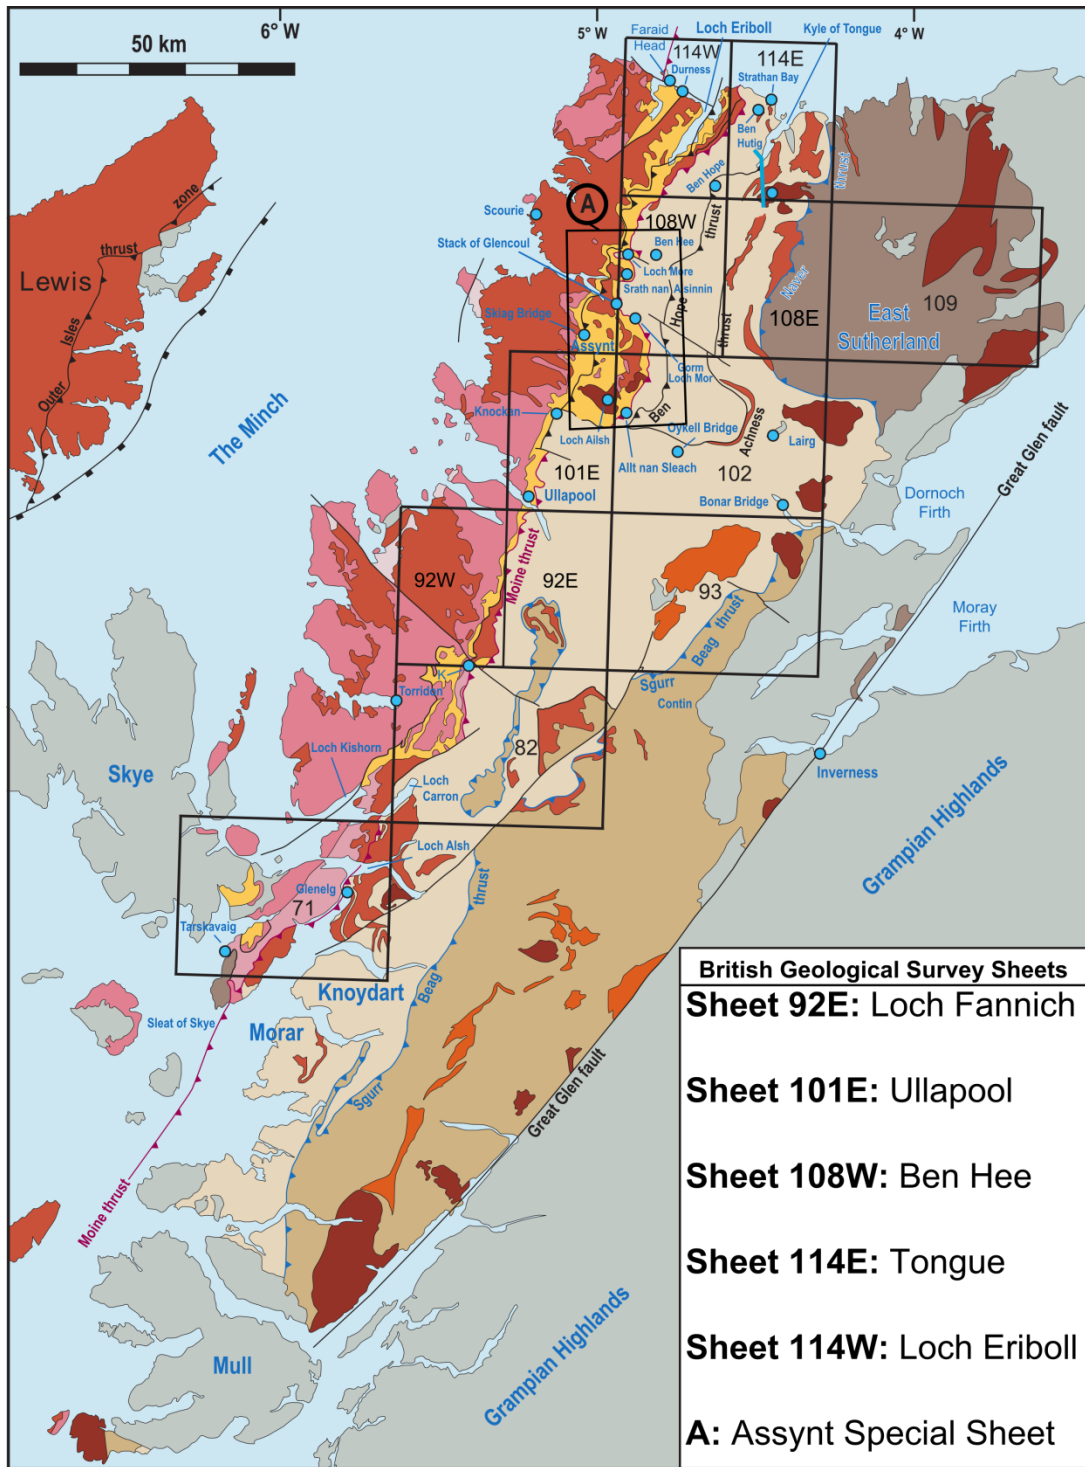 6° W
5° W
4° W
50 km
Faraid
Head
Loch Eriboll
Kyle of Tongue
114W
114E
Durness
Strathan Bay
Ben
Hutig
thrust
Ben Hope
thrust
Scourie
A
108W
Stack of Glencoul
Ben Hee
Loch More
Srath nan Aisinnin
Naver
Hope
thrust
108E
109
East
Sutherland
Skiag Bridge
Assynt
Gorm
Loch Mor
Ben
Knockan
Loch Ailsh
Oykell Bridge
Achness
Lairg
Allt nan Sleach
101E
102
Ullapool
Bonar Bridge
Dornoch
Firth
Great Glen fault
zone
thrust
Lewis
Isles
Outer
The Minch
92W
Moine thrust
92E
93
Beag thrust
Sgurr
Contin
Moray
Firth
K
Torridon
Loch Kishorn
82
Inverness
Skye
Loch
Carron
Grampian Highlands
Loch Alsh
Glenelg
71
thrust
Tarskavaig
Knoydart
Beag
Sleat of Skye
Morar
Sgurr
Great Glen fault
Moine thrust
Mull
Grampian Highlands
British Geological Survey Sheets
Sheet 92E: Loch Fannich
Sheet 101E: Ullapool
Sheet 108W: Ben Hee
Sheet 114E: Tongue
Sheet 114W: Loch Eriboll
A: Assynt Special Sheet